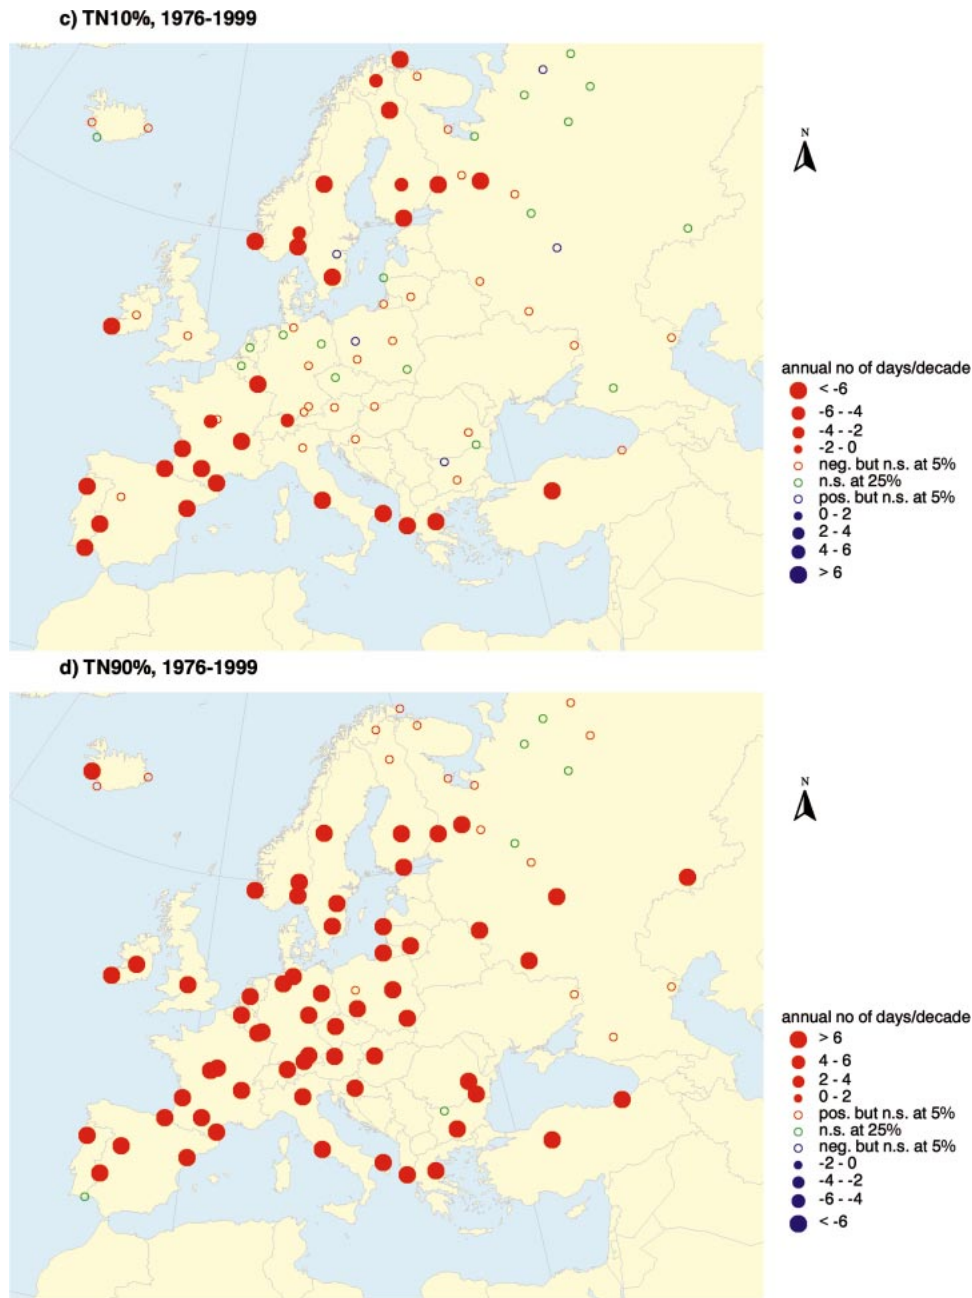 c) TN10%, 1976-1999
N
annual no of days/decade
< -6
-6 - -4
-4 - -2
-2 - 0
neg. but n.s. at 5%
n.s. at 25%
pos. but n.s. at 5%
0 - 2
2 - 4
4 - 6
> 6
d) TN90%, 1976-1999
N
annual no of days/decade
> 6
4 - 6
2 - 4
0 - 2
pos. but n.s. at 5%
n.s. at 25%
neg. but n.s. at 5%
-2 - 0
-4 - -2
-6 - -4
< -6